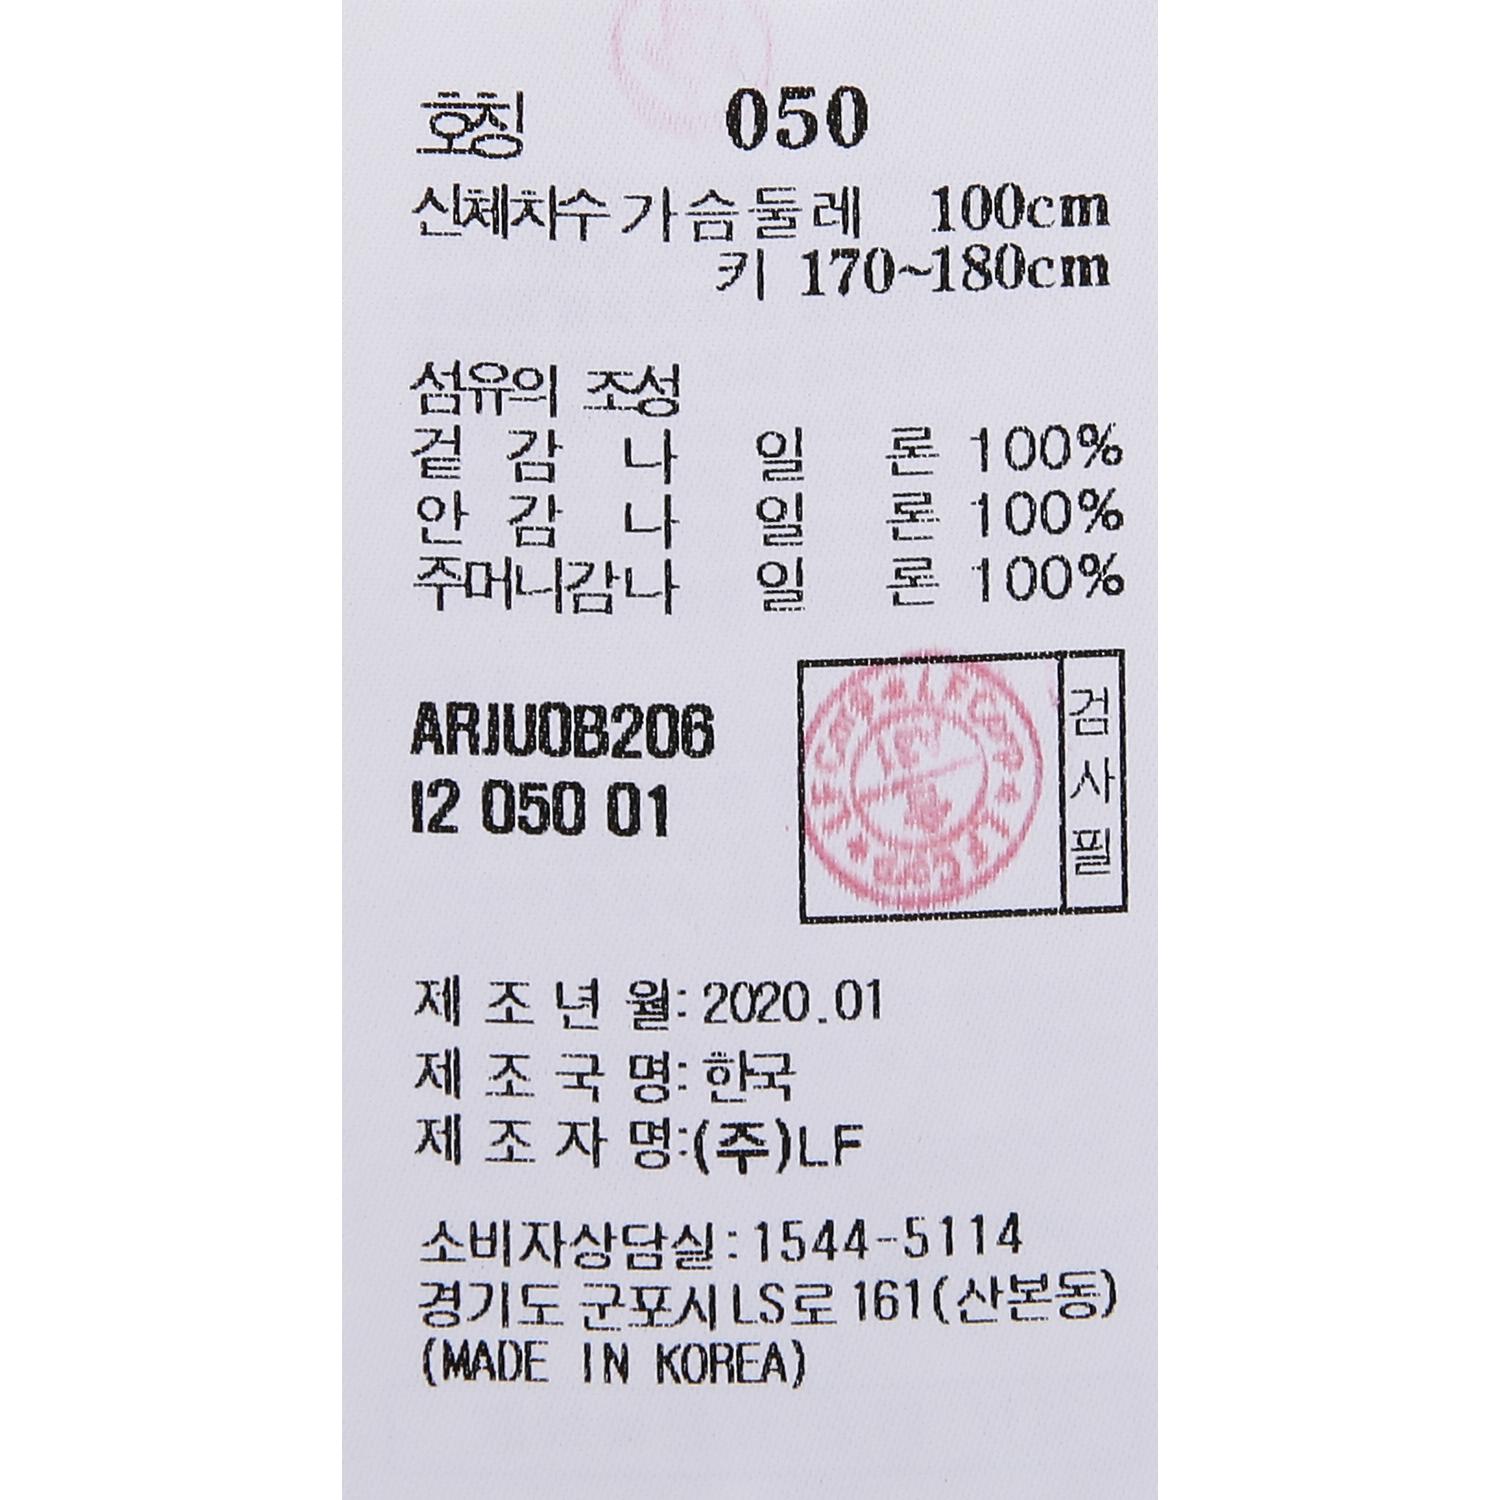 호칭 050
신체치수 가슴둘레 100cm
키 170~180cm
섬유의 조성
겉감 나일론 100%
안감 나일론 100%
주머니감 나일론 100%
ARJU0B206
I2 050 01
검사필
제조년월: 2020.01
제조국명: 한국
제조자명:(주)LF
소비자상담실:1544-5114
경기도 군포시 LS로 161(산본동)
(MADE IN KOREA)